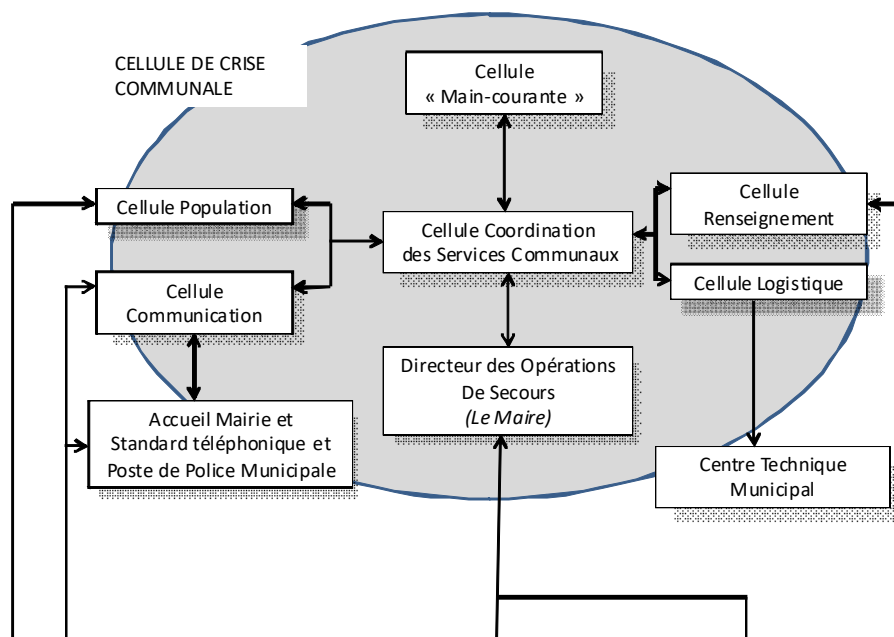 CELLULE DE CRISE
COMMUNALE
Cellule
« Main-courante »
Cellule Population
Cellule
Renseignement
Cellule Coordination
des Services Communaux
Cellule
Communication
Cellule Logistique
Directeur des Opérations
De Secours
(Le Maire)
Accueil Mairie et
Standard téléphonique et
Poste de Police Municipale
Centre Technique
Municipal